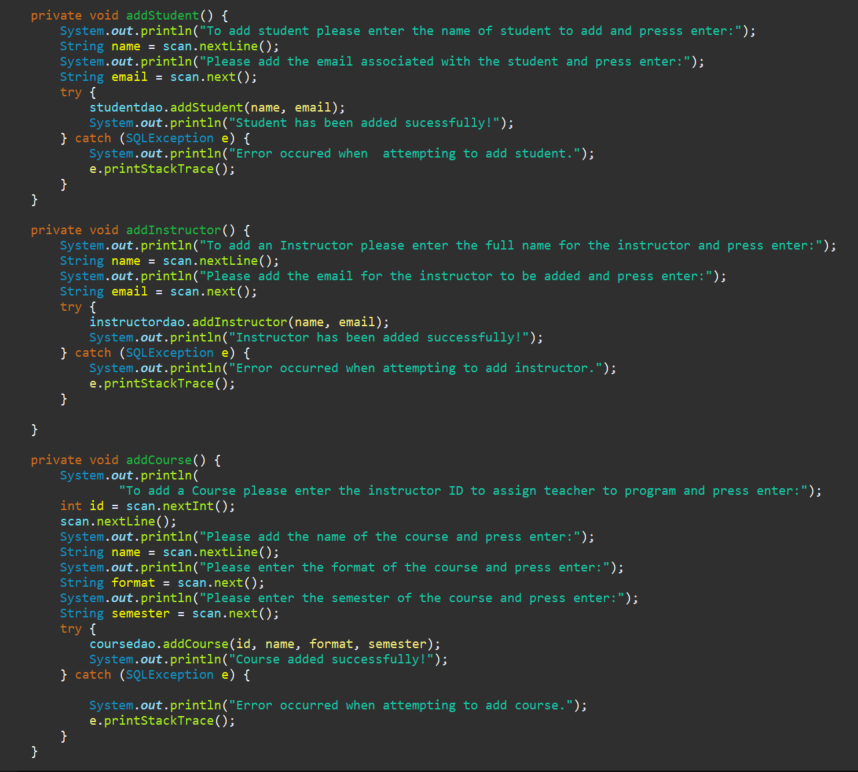 private void addStudent() {
System.out.println("To add student please enter the name of student to add and presss enter:");
String name = scan.nextLine();
System.out.println("Please add the email associated with the student and press enter:");
String email = scan.next();
try {
studentdao.addStudent(name, email);
System.out.println("Student has been added sucessfully!");
} catch (SQLException e) {
System.out.println("Error occured when  attempting to add student.");
e.printStackTrace();
}
}
private void addInstructor() {
System.out.println("To add an Instructor please enter the full name for the instructor and press enter:");
String name = scan.nextLine();
System.out.println("Please add the email for the instructor to be added and press enter:");
String email = scan.next();
try {
instructordao.addInstructor(name, email);
System.out.println("Instructor has been added successfully!");
} catch (SQLException e) {
System.out.println("Error occurred when attempting to add instructor.");
e.printStackTrace();
}
}
private void addCourse() {
System.out.println(
"To add a Course please enter the instructor ID to assign teacher to program and press enter:");
int id = scan.nextInt();
scan.nextLine();
System.out.println("Please add the name of the course and press enter:");
String name = scan.nextLine();
System.out.println("Please enter the format of the course and press enter:");
String format = scan.next();
System.out.println("Please enter the semester of the course and press enter:");
String semester = scan.next();
try {
coursedao.addCourse(id, name, format, semester);
System.out.println("Course added successfully!");
} catch (SQLException e) {
System.out.println("Error occurred when attempting to add course.");
e.printStackTrace();
}
}